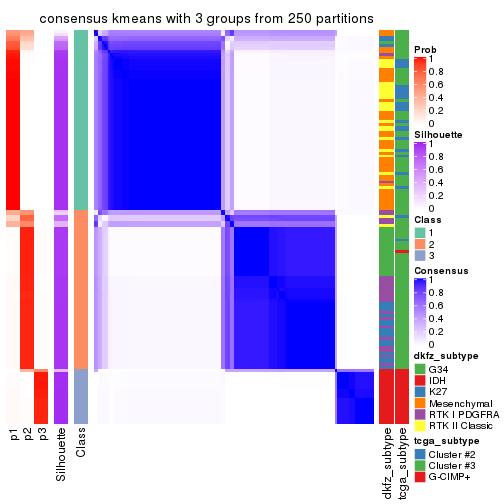 consensus kmeans with 3 groups from 250 partitions
Prob
1
0.8
0.6
0.4
0.2
0
Silhouette
1
0.8
0.6
0.4
0.2
0
Class
1
2
3
Consensus
1
0.8
0.6
0.4
0.2
0
dkfz_subtype
G34
IDH
K27
Mesenchymal
RTK I PDGFRA
RTK II Classic
tcga_subtype
Cluster #2
Cluster #3
G-CIMP+
p1
p2
p3
Silhouette
Class
dkfz_subtype
tcga_subtype